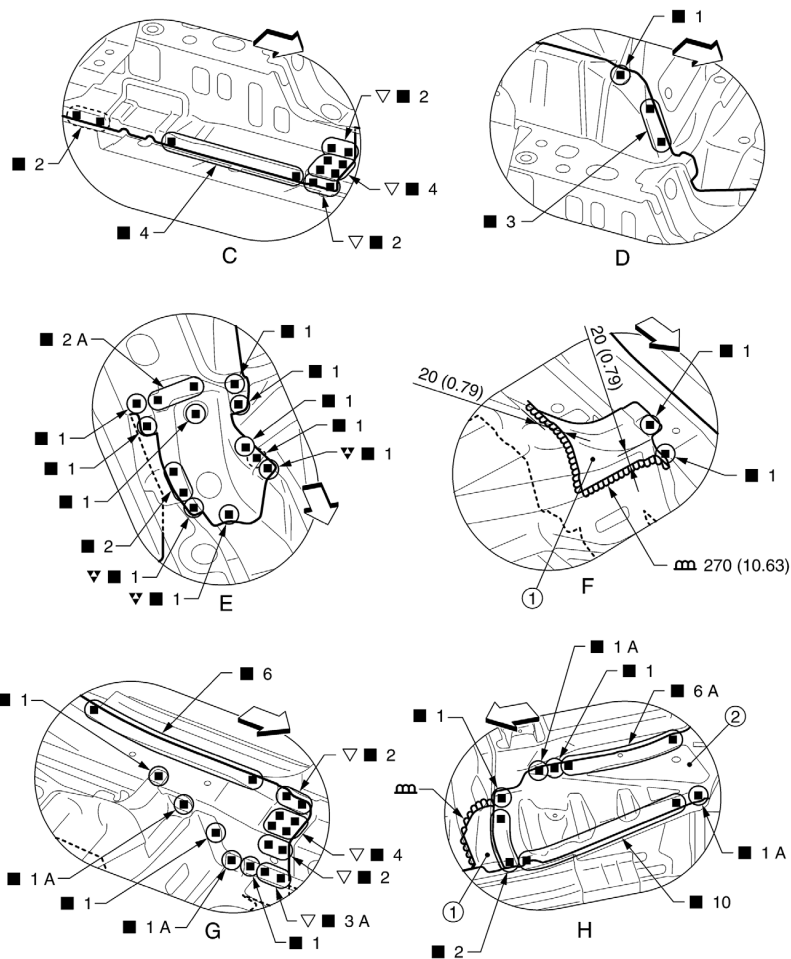 ■ 1
▽ ■ 2
■ 2
▽ ■ 4
■ 4
▽ ■ 2
C
■ 3
D
■ 1
■ 2 A
■ 1
■ 1
■ 1
■ 1
■ 1
▼ ■ 1
■ 1
■ 2
▼ ■ 1
▼ ■ 1
E
20 (0.79)
20 (0.79)
■ 1
■ 1
270 (10.63)
1
F
■ 6
■ 1
▽ ■ 2
▽ ■ 4
▽ ■ 2
■ 1 A
■ 1
■ 1 A
▽ ■ 3 A
■ 1
G
■ 1 A
■ 1
■ 6 A
■ 1
2
■ 1 A
1
■ 10
■ 2
H